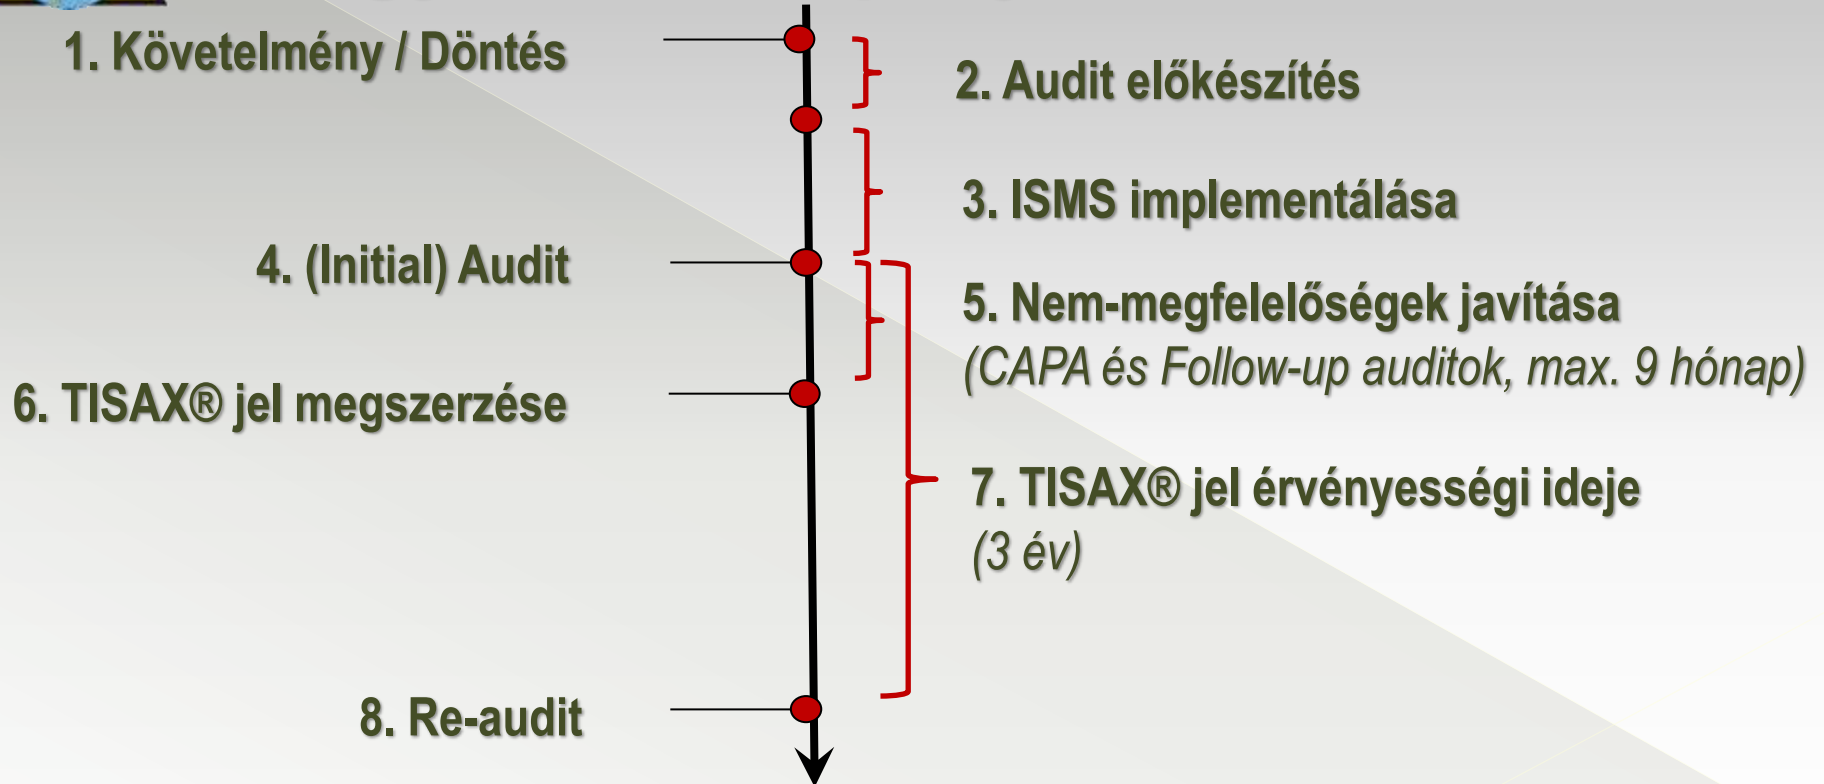 1. Követelmény / Döntés
2. Audit előkészítés
3. ISMS implementálása
4. (Initial) Audit
5. Nem-megfelelőségek javítása
(CAPA és Follow-up auditok, max. 9 hónap)
6. TISAX® jel megszerzése
7. TISAX® jel érvényességi ideje
(3 év)
8. Re-audit